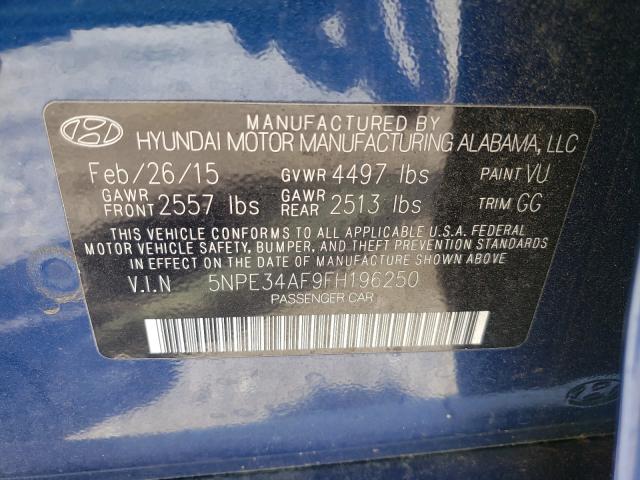 MANUFACTURED BY
HYUNDAI MOTOR MANUFACTURING ALABAMA, LLC
Feb/26/15 GVWR 4497 lbs PAINT VU
GAWR FRONT 2557 lbs GAWR REAR 2513 lbs TRIM GG
THIS VEHICLE CONFORMS TO ALL APPLICABLE U.S.A. FEDERAL
MOTOR VEHICLE SAFETY, BUMPER, AND THEFT PREVENTION
STANDARDS IN EFFECT ON THE DATE OF MANUFACTURE SHOWN ABOVE.
V.I.N 5NPE34AF9FH196250
PASSENGER CAR